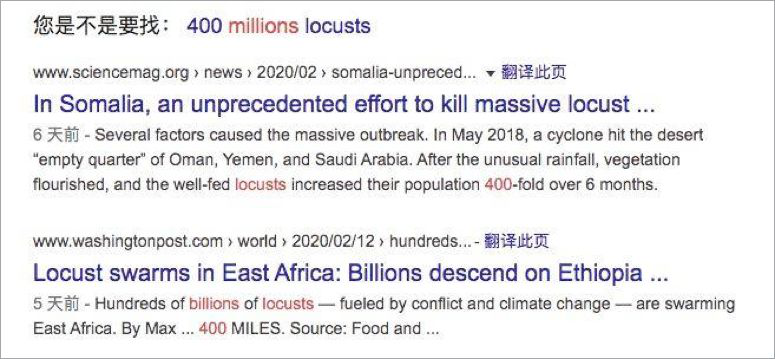 您是不是要找： 400 millions locusts
www.sciencemag.org › news › 2020/02 › somalia-unpreced... ▼ 翻译此页
In Somalia, an unprecedented effort to kill massive locust ...
6 天前 - Several factors caused the massive outbreak. In May 2018, a cyclone hit the desert
“empty quarter” of Oman, Yemen, and Saudi Arabia. After the unusual rainfall, vegetation
flourished, and the well-fed locusts increased their population 400-fold over 6 months.
www.washingtonpost.com › world › 2020/02/12 › hundreds... - 翻译此页
Locust swarms in East Africa: Billions descend on Ethiopia ...
5 天前 - Hundreds of billions of locusts — fueled by conflict and climate change — are swarming
East Africa. By Max ... 400 MILES. Source: Food and ...